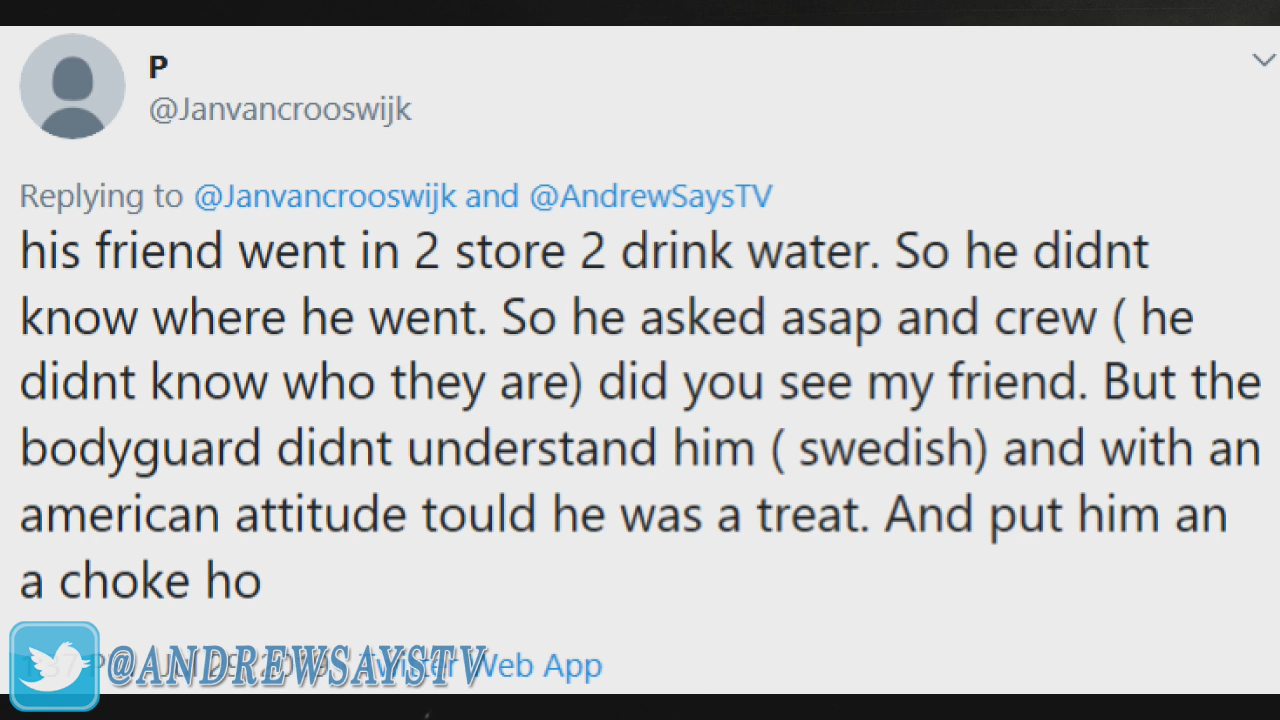 P
@Janvancrooswijk
Replying to @Janvancrooswijk and @AndrewSaysTV
his friend went in 2 store 2 drink water. So he didnt
know where he went. So he asked asap and crew ( he
didnt know who they are) did you see my friend. But the
bodyguard didnt understand him ( swedish) and with an
american attitude tould he was a treat. And put him an
a choke ho
@ANDREWSAYSTV Web App